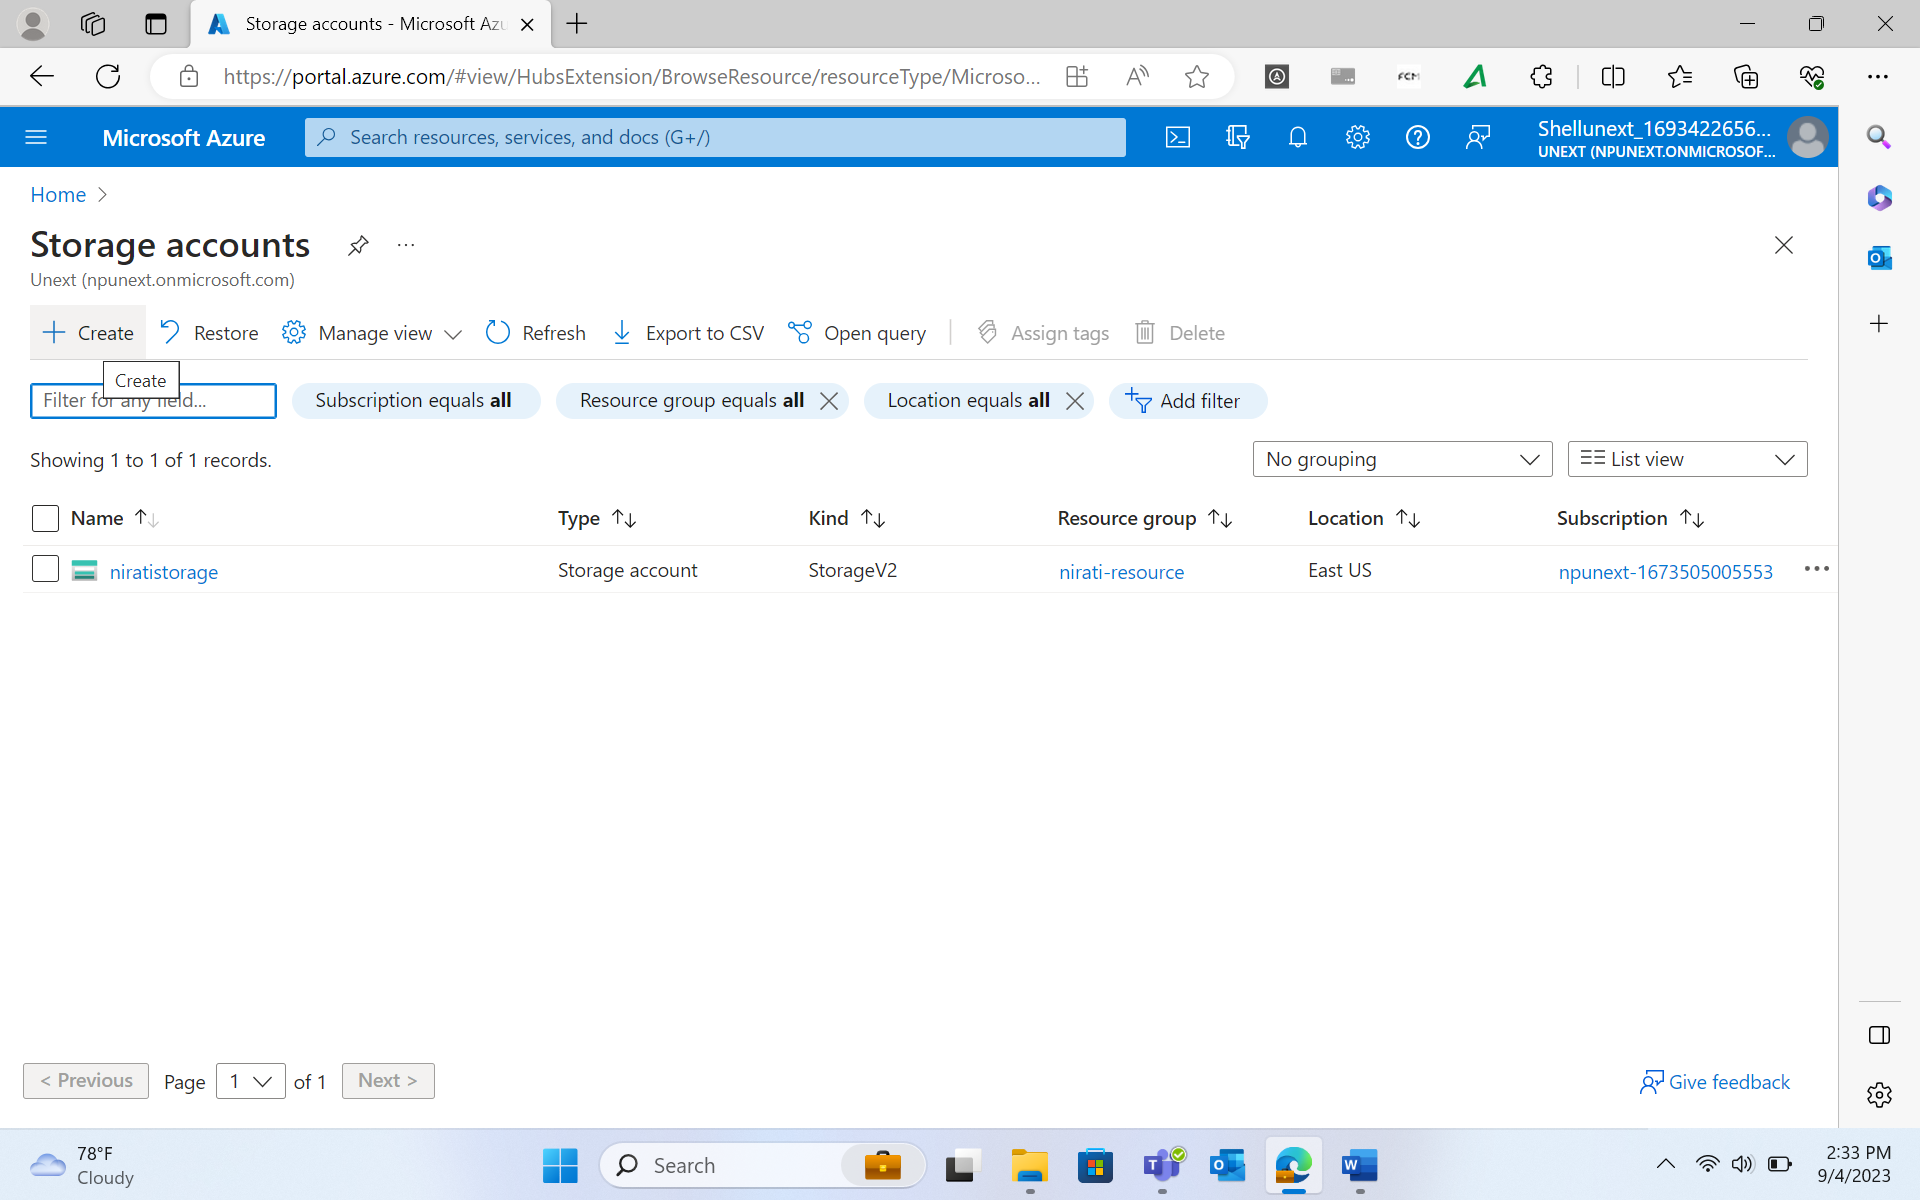 Storage accounts - Microsoft Azu
https://portal.azure.com/#view/HubsExtension/BrowseResource/resourceType/Microso...
FCM
Microsoft Azure
Search resources, services, and docs (G+/)
Shellunext_1693422656...
UNEXT (NPUNEXT.ONMICROSOF...
Home
Storage accounts
...
Unext (npunext.onmicrosoft.com)
Create
Restore
Manage view
Refresh
Export to CSV
Open query
Assign tags
Delete
Create
Filter for any field...
Subscription equals all
Resource group equals all
Location equals all
Add filter
Showing 1 to 1 of 1 records.
No grouping
List view
Name
Type
Kind
Resource group
Location
Subscription
niratistorage
Storage account
StorageV2
nirati-resource
East US
npunext-1673505005553
< Previous
Page
1
of 1
Next >
Give feedback
78°F
Cloudy
Search
2:33 PM
9/4/2023